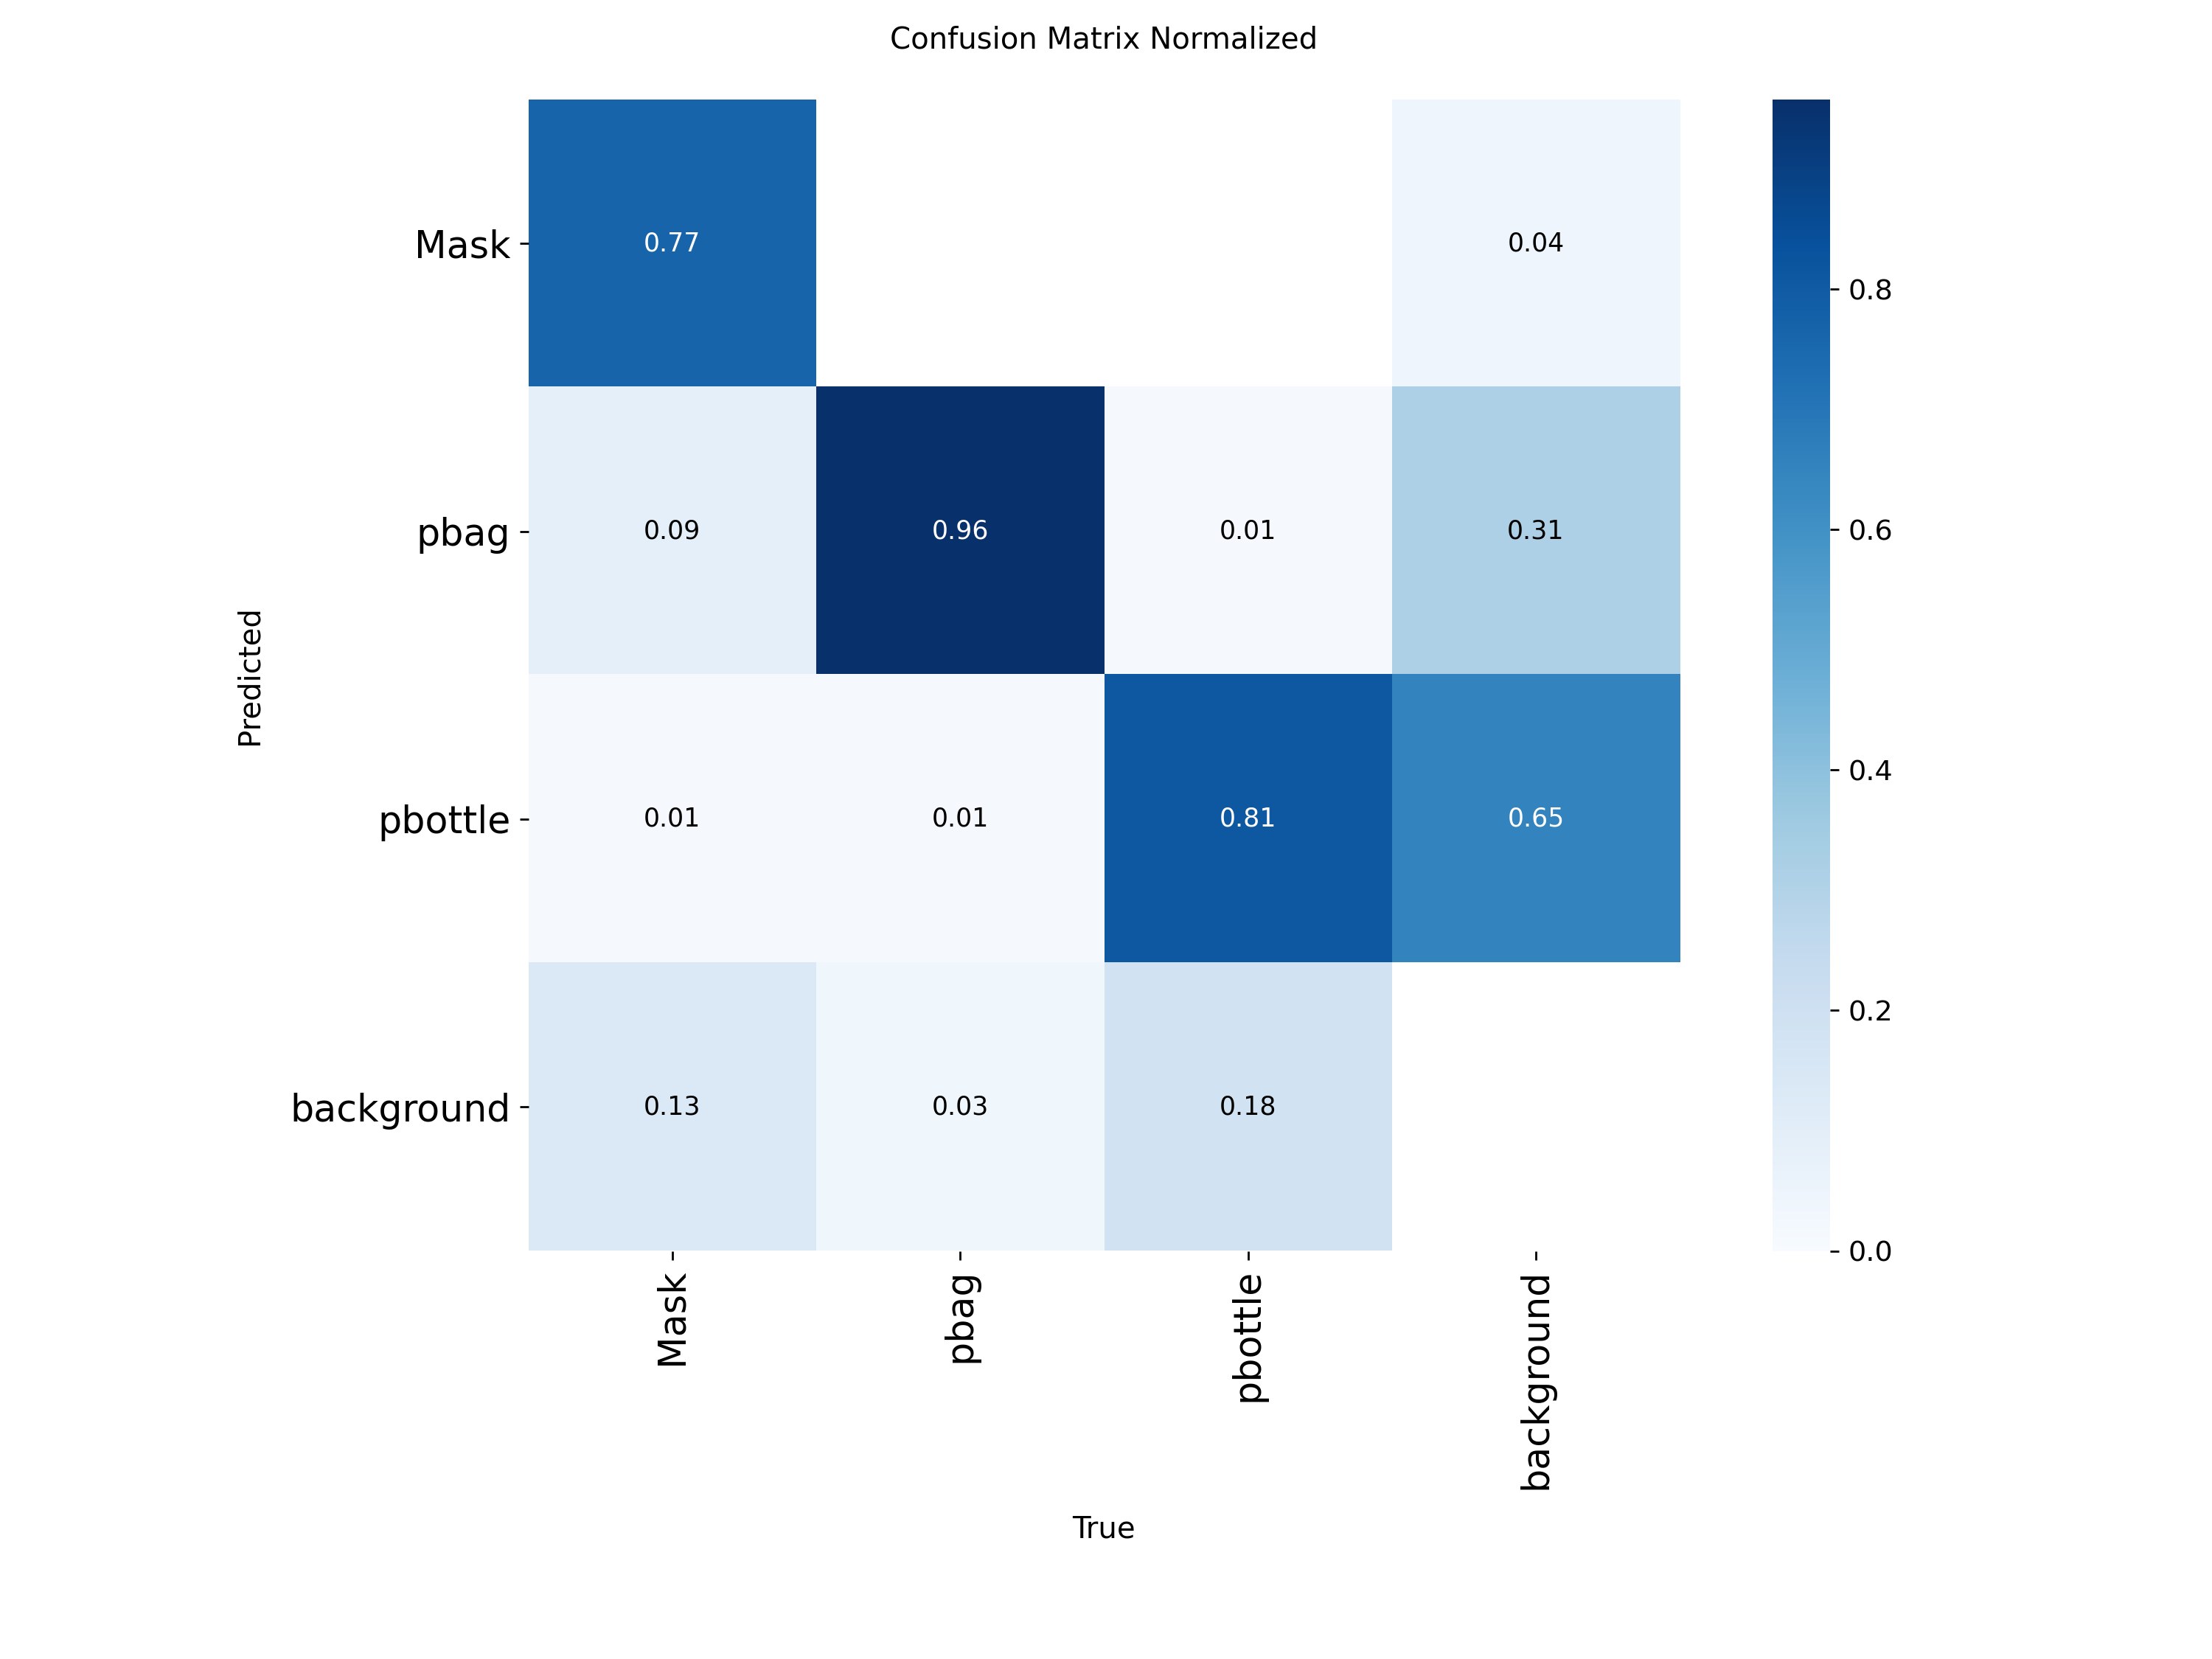 Confusion Matrix Normalized
Mask
0.77
0.04
0.8
pbag
0.09
0.96
0.01
0.31
0.6
Predicted
0.4
pbottle
0.01
0.01
0.81
0.65
0.2
background
0.13
0.03
0.18
0.0
Mask
pbag
pbottle
background
True